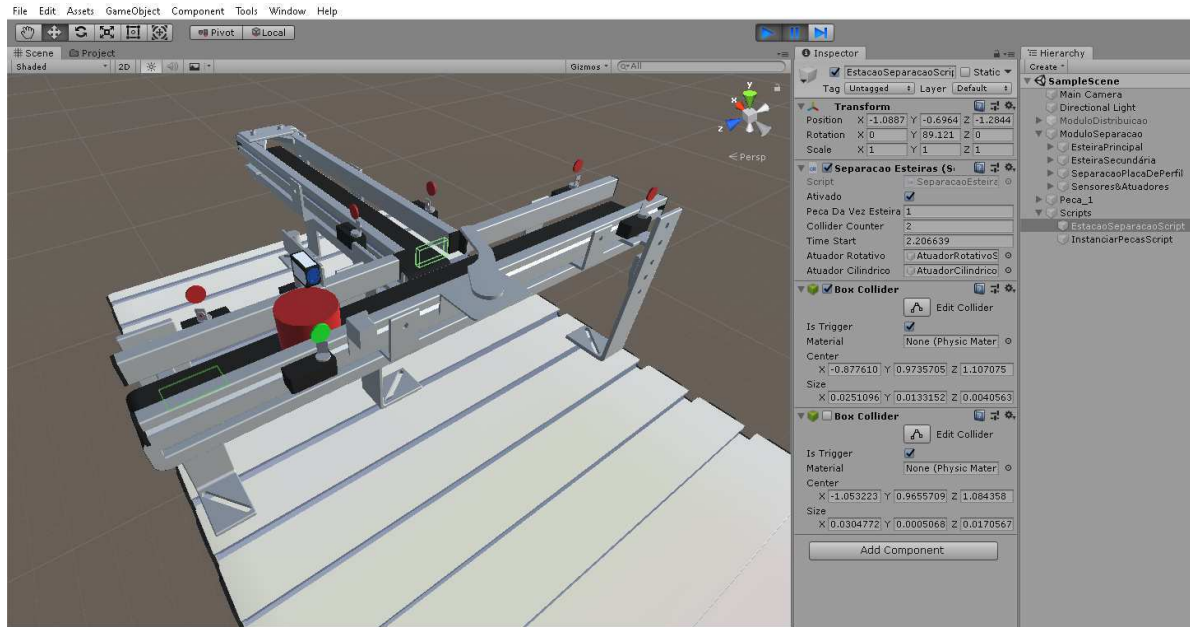 File Edit Assets GameObject Component Tools Window Help
Pivot Local
Scene Project
Shaded 2D Gizmos All
y
x
z
Persp
Inspector
EstacaoSeparacaoScri Static
Tag Untagged Layer Default
Transform
Position X -1.0887 Y -0.6964 Z -1.2844
Rotation X 0 Y 89.121 Z 0
Scale X 1 Y 1 Z 1
Separacao Esteiras (S
Script SeparacaoEsteira
Ativado
Peca Da Vez Esteira 1
Collider Counter 2
Time Start 2.206639
Atuador Rotativo AtuadorRotativoS
Atuador Cilindrico AtuadorCilindrico
Box Collider
Edit Collider
Is Trigger
Material None (Physic Mater
Center
X -0.877610 Y 0.9735705 Z 1.107075
Size
X 0.0251096 Y 0.0133152 Z 0.0040563
Box Collider
Edit Collider
Is Trigger
Material None (Physic Mater
Center
X -1.053223 Y 0.9655709 Z 1.084358
Size
X 0.0304772 Y 0.0005068 Z 0.0170567
Add Component
Hierarchy
Create
SampleScene
Main Camera
Directional Light
ModuloDistribuicao
ModuloSeparacao
EsteiraPrincipal
EsteiraSecundária
SeparacaoPlacaDePerfil
Sensores&Atuadores
Peca_1
Scripts
EstacaoSeparacaoScript
InstanciarPecasScript